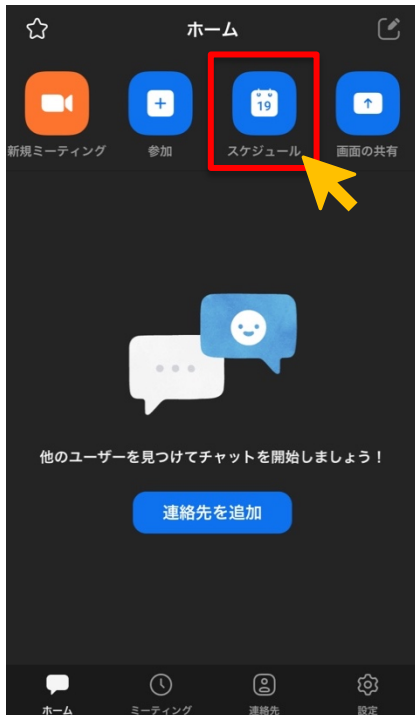 ホーム
新規ミーティング
参加
19
スケジュール
画面の共有
他のユーザーを見つけてチャットを開始しましょう！
連絡先を追加
ホーム
ミーティング
連絡先
設定